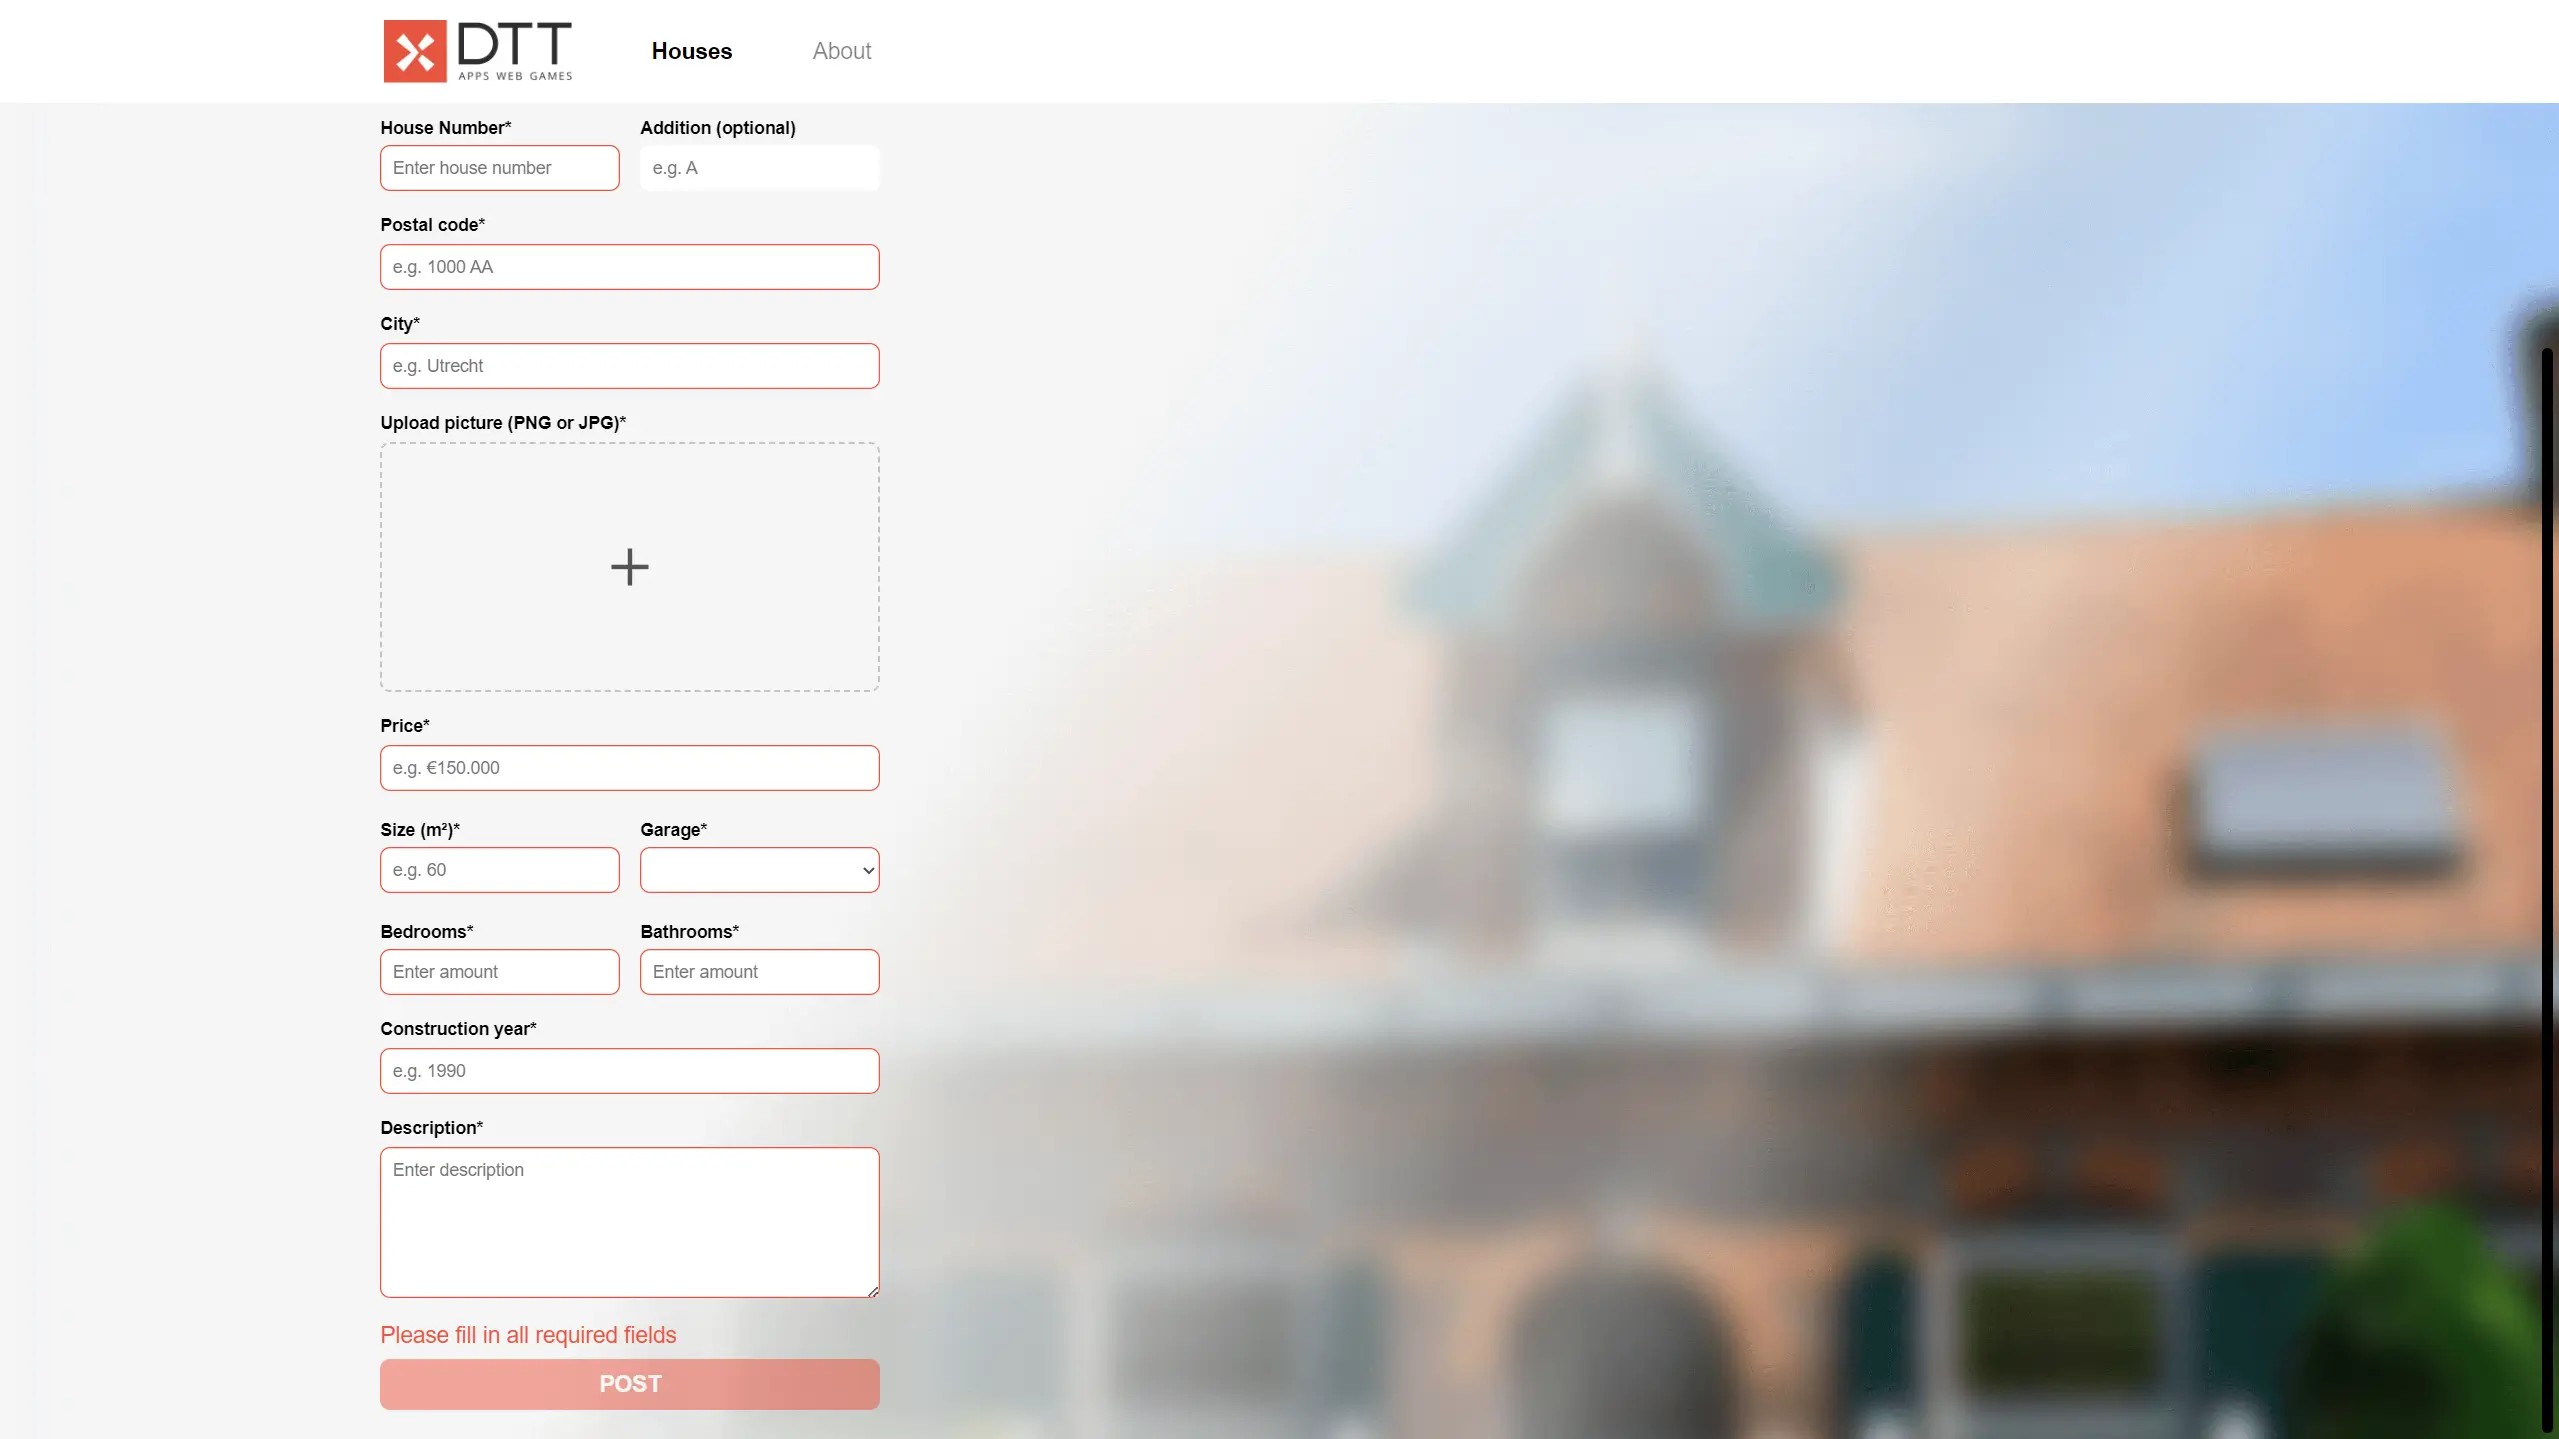 DTT
APPS WEB GAMES
Houses
About
House Number*
Addition (optional)
Enter house number
e.g. A
Postal code*
e.g. 1000 AA
City*
e.g. Utrecht
Upload picture (PNG or JPG)*
Price*
e.g. €150.000
Size (m²)*
Garage*
e.g. 60
Bedrooms*
Bathrooms*
Enter amount
Enter amount
Construction year*
e.g. 1990
Description*
Enter description
Please fill in all required fields
POST